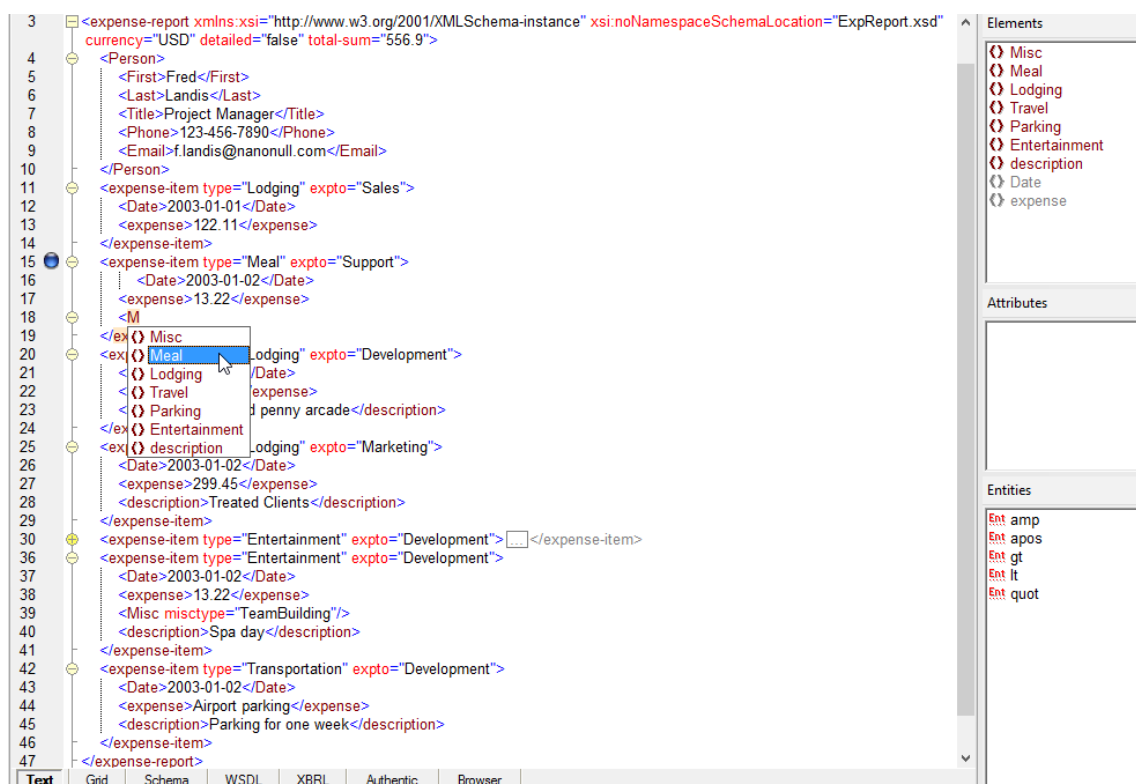 3 <expense-report xmlns:xsi="http://www.w3.org/2001/XMLSchema-instance" xsi:noNamespaceSchemaLocation="ExpReport.xsd"
currency="USD" detailed="false" total-sum="556.9">
4 <Person>
5 <First>Fred</First>
6 <Last>Landis</Last>
7 <Title>Project Manager</Title>
8 <Phone>123-456-7890</Phone>
9 <Email>f.landis@nanonull.com</Email>
10 </Person>
11 <expense-item type="Lodging" expto="Sales">
12 <Date>2003-01-01</Date>
13 <expense>122.11</expense>
14 </expense-item>
15 <expense-item type="Meal" expto="Support">
16 <Date>2003-01-02</Date>
17 <expense>13.22</expense>
18 <M
19 </ex
20 <exp Lodging" expto="Development">
21 < /Date>
22 < /expense>
23 < d penny arcade</description>
24 </ex
25 <exp Lodging" expto="Marketing">
26 <Date>2003-01-02</Date>
27 <expense>299.45</expense>
28 <description>Treated Clients</description>
29 </expense-item>
30 <expense-item type="Entertainment" expto="Development"> ... </expense-item>
36 <expense-item type="Entertainment" expto="Development">
37 <Date>2003-01-02</Date>
38 <expense>13.22</expense>
39 <Misc misctype="TeamBuilding"/>
40 <description>Spa day</description>
41 </expense-item>
42 <expense-item type="Transportation" expto="Development">
43 <Date>2003-01-02</Date>
44 <expense>Airport parking</expense>
45 <description>Parking for one week</description>
46 </expense-item>
47 </expense-report>
Misc
Meal
Lodging
Travel
Parking
Entertainment
description
Text Grid Schema WSDL XBRL Authentic Browser
Elements
Misc
Meal
Lodging
Travel
Parking
Entertainment
description
Date
expense
Attributes
Entities
Ent amp
Ent apos
Ent gt
Ent lt
Ent quot